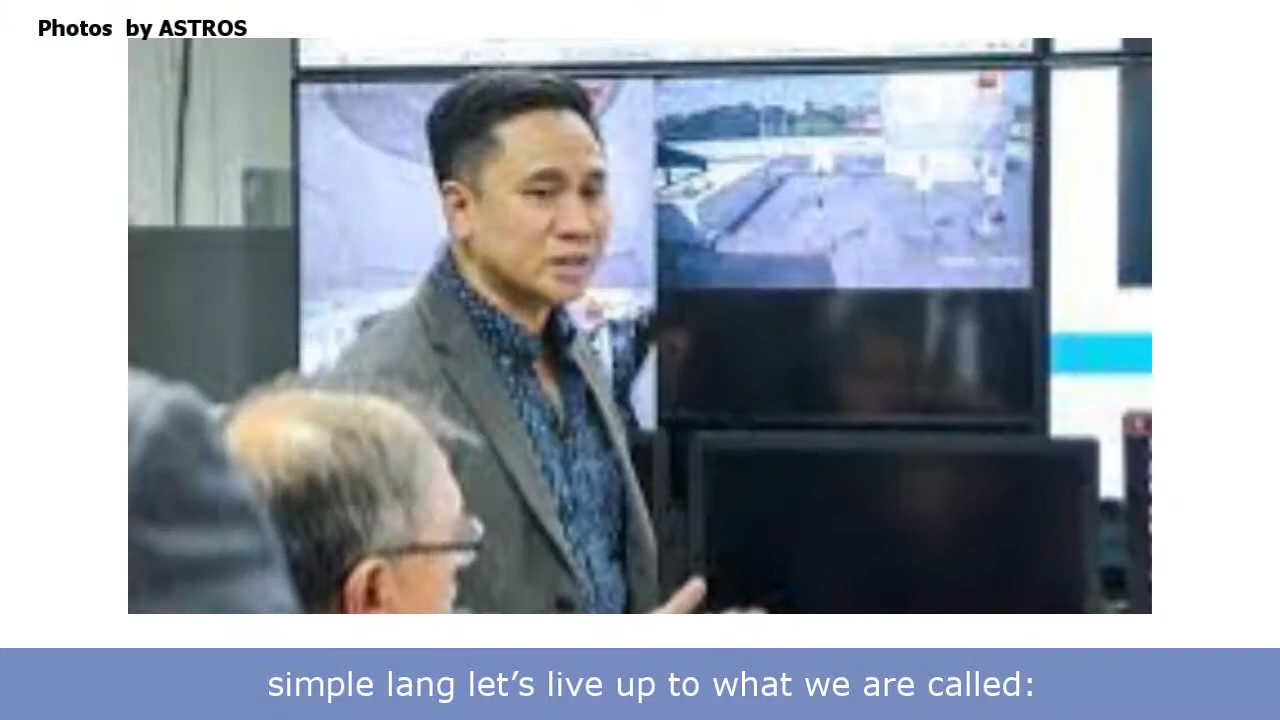 Photos  by ASTROS
simple lang let’s live up to what we are called: